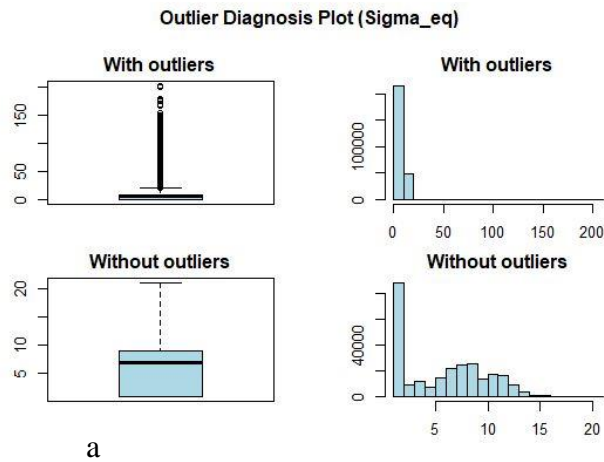 Outlier Diagnosis Plot (Sigma_eq)
With outliers
With outliers
0 50 150
0 100000
0 50 100 150 200
Without outliers
Without outliers
5 10 20
0 40000
5 10 15 20
a